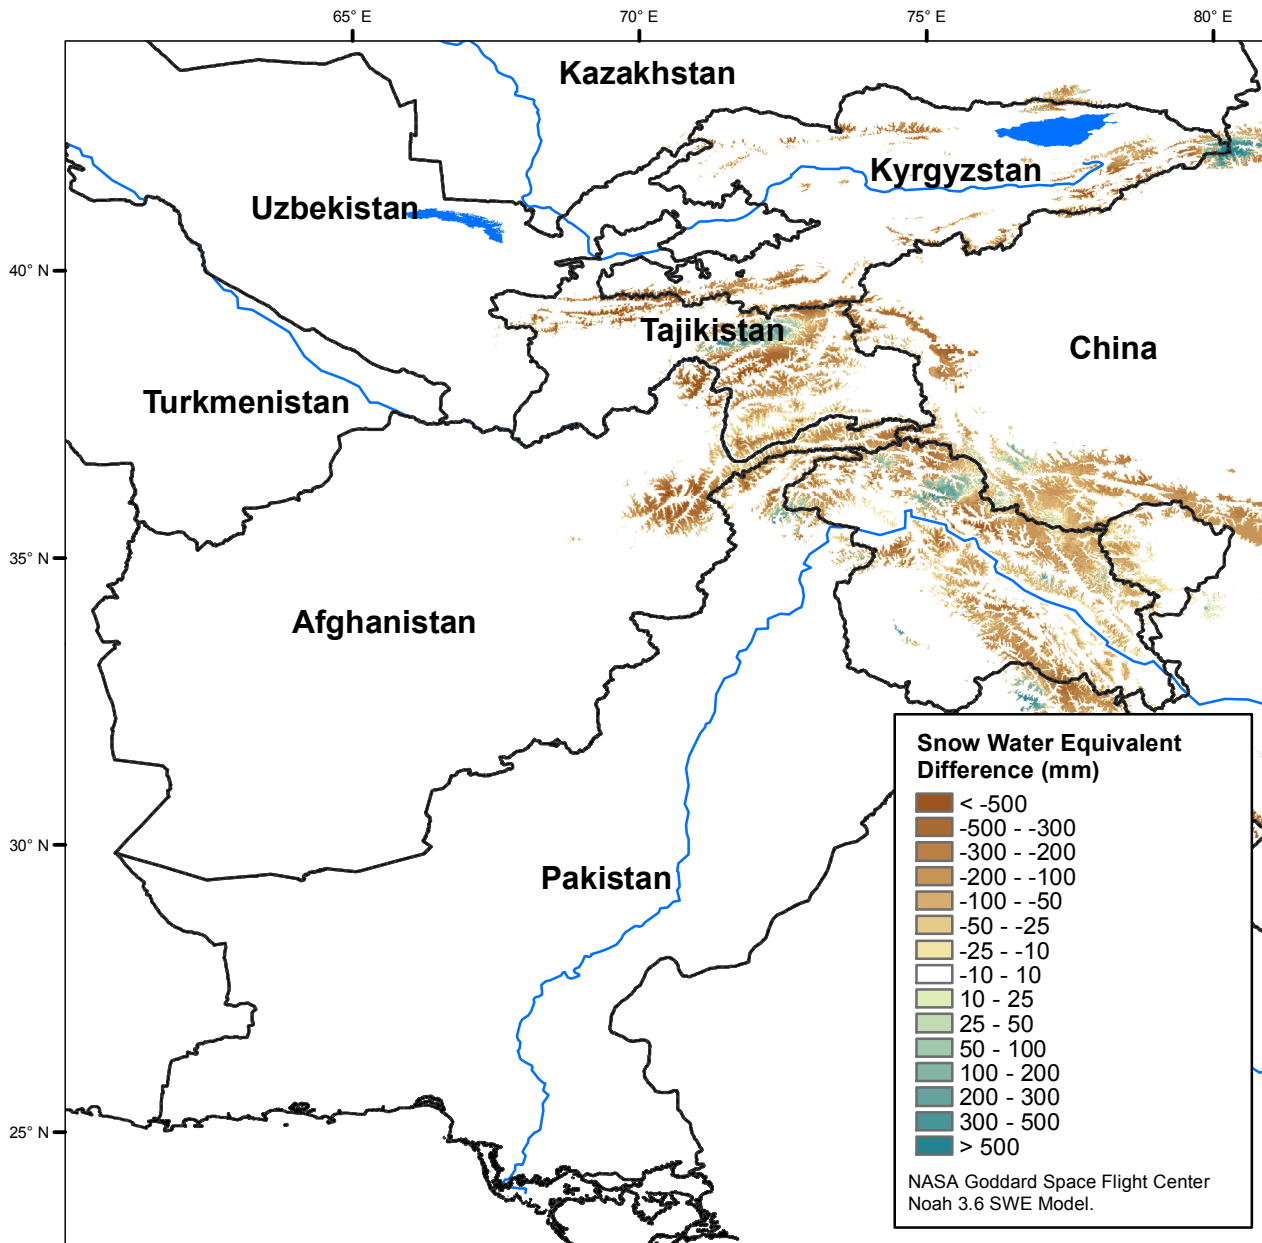 65° E
70° E
75° E
80° E
Kazakhstan
Kyrgyzstan
Uzbekistan
40° N
Tajikistan
China
Turkmenistan
35° N
Afghanistan
30° N
Pakistan
25° N
Snow Water Equivalent
Difference (mm)
< -500
-500 - -300
-300 - -200
-200 - -100
-100 - -50
-50 - -25
-25 - -10
-10 - 10
10 - 25
25 - 50
50 - 100
100 - 200
200 - 300
300 - 500
> 500
NASA Goddard Space Flight Center
Noah 3.6 SWE Model.